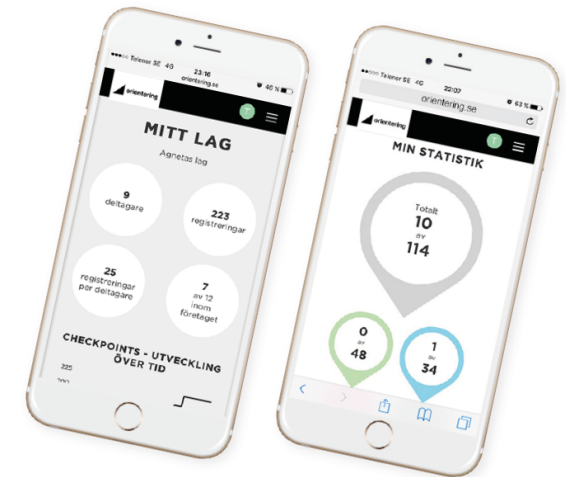 Telenor SE 4G
23:16
46 %
orientering.se
orientering
T
MITT LAG
Agnetas lag
9
deltagare
223
registreringar
25
registreringar
per deltagare
7
av 12
inom
företaget
CHECKPOINTS - UTVECKLING
ÖVER TID
225
200
Telenor SE 4G
22:07
63 %
orientering.se
orientering
T
MIN STATISTIK
Totalt
10
av
114
0
av
48
1
av
34